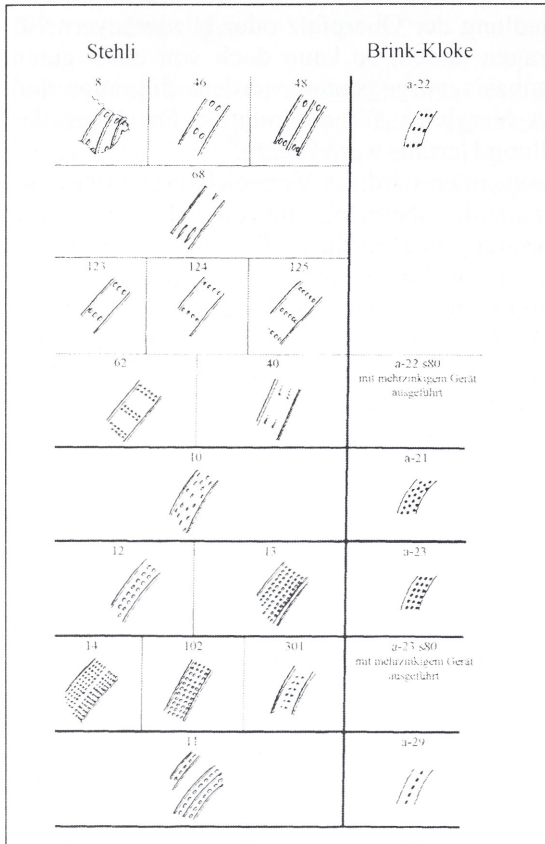 Stehli
Brink-Kloke
8
46
48
a-22
68
123
124
125
62
40
a-22 s80
mit mehrzinkigem Gerät
ausgeführt
10
a-21
12
13
a-23
14
102
301
a-23 s80
mit mehrzinkigem Gerät
ausgeführt
11
a-29